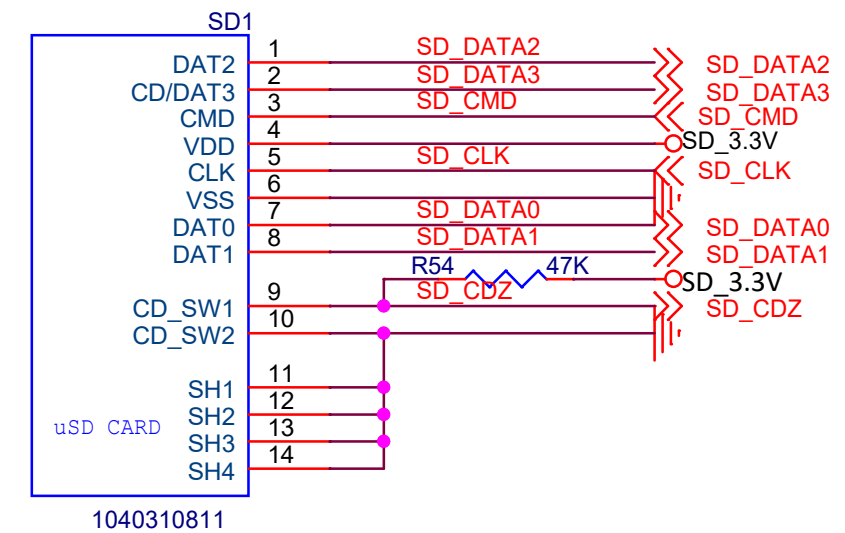 SD1
DAT2 1 SD_DATA2 SD_DATA2
CD/DAT3 2 SD_DATA3 SD_DATA3
CMD 3 SD_CMD SD_CMD
VDD 4 SD_3.3V
CLK 5 SD_CLK SD_CLK
VSS 6
DAT0 7 SD_DATA0 SD_DATA0
DAT1 8 SD_DATA1 SD_DATA1
R54 47K SD_3.3V
CD_SW1 9 SD_CDZ SD_CDZ
CD_SW2 10
SH1 11
SH2 12
uSD CARD
SH3 13
SH4 14
1040310811